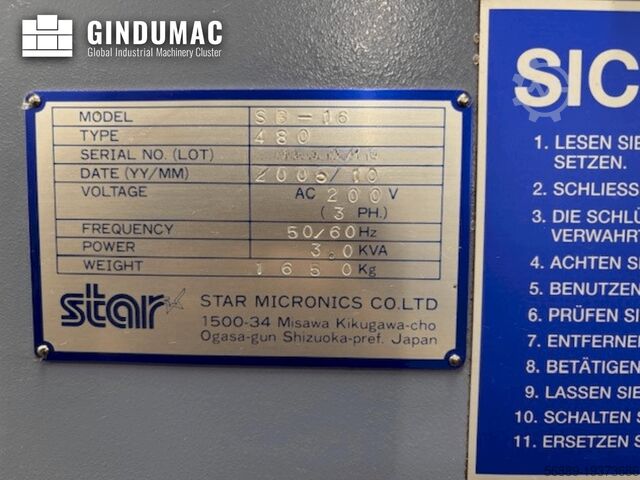 GINDUMAC
Global Industrial Machinery Cluster
MODEL SB-16
TYPE 480
SERIAL NO. (LOT)
DATE (YY/MM) 2006/10
VOLTAGE AC 200 V
(3 PH.)
FREQUENCY 50/60 Hz
POWER 3.0 KVA
WEIGHT 1650 Kg
star
STAR MICRONICS CO.LTD
1500-34 Misawa Kikugawa-cho
Ogasa-gun Shizuoka-pref. Japan
SIC
1. LESEN SIE
SETZEN.
2. SCHLIESS
3. DIE SCHLÜ
VERWAHRT
4. ACHTEN SI
5. BENUTZEN
6. PRÜFEN SI
7. ENTFERNE
8. BETÄTIGEN
9. LASSEN SIE
10. SCHALTEN S
11. ERSETZEN S